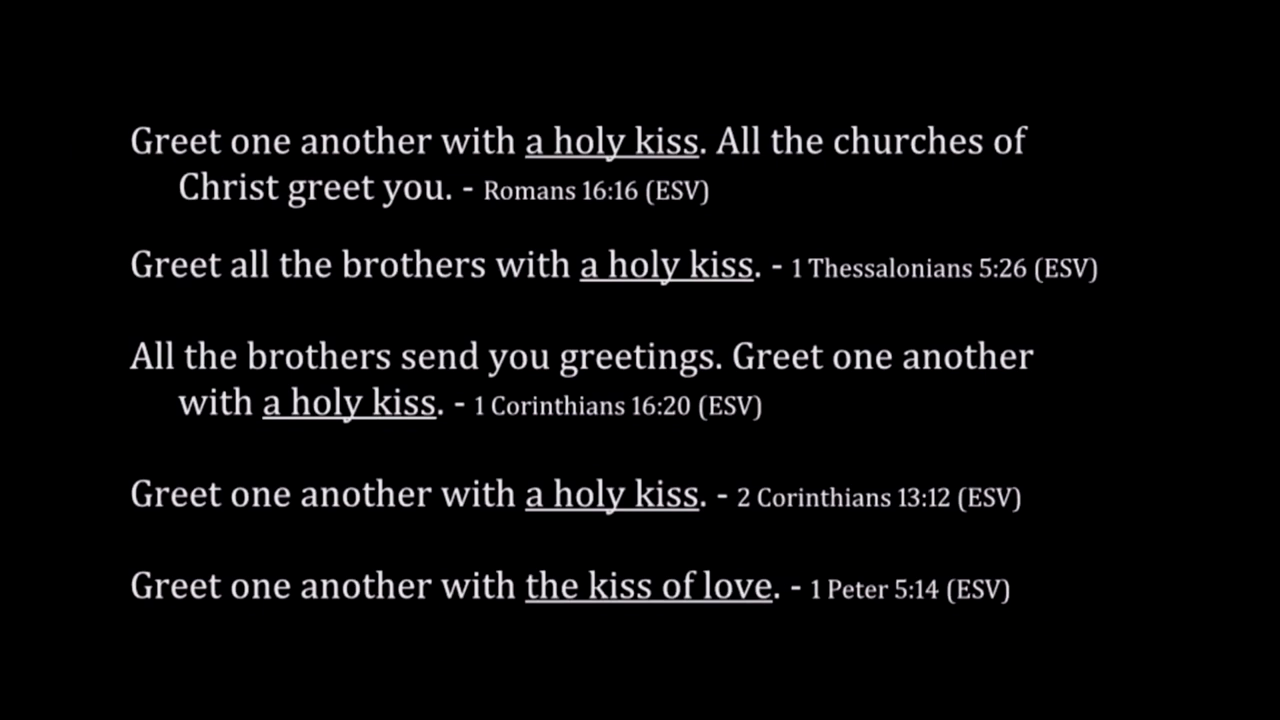 Greet one another with a holy kiss. All the churches of
Christ greet you. - Romans 16:16 (ESV)
Greet all the brothers with a holy kiss. - 1 Thessalonians 5:26 (ESV)
All the brothers send you greetings. Greet one another
with a holy kiss. - 1 Corinthians 16:20 (ESV)
Greet one another with a holy kiss. - 2 Corinthians 13:12 (ESV)
Greet one another with the kiss of love. - 1 Peter 5:14 (ESV)